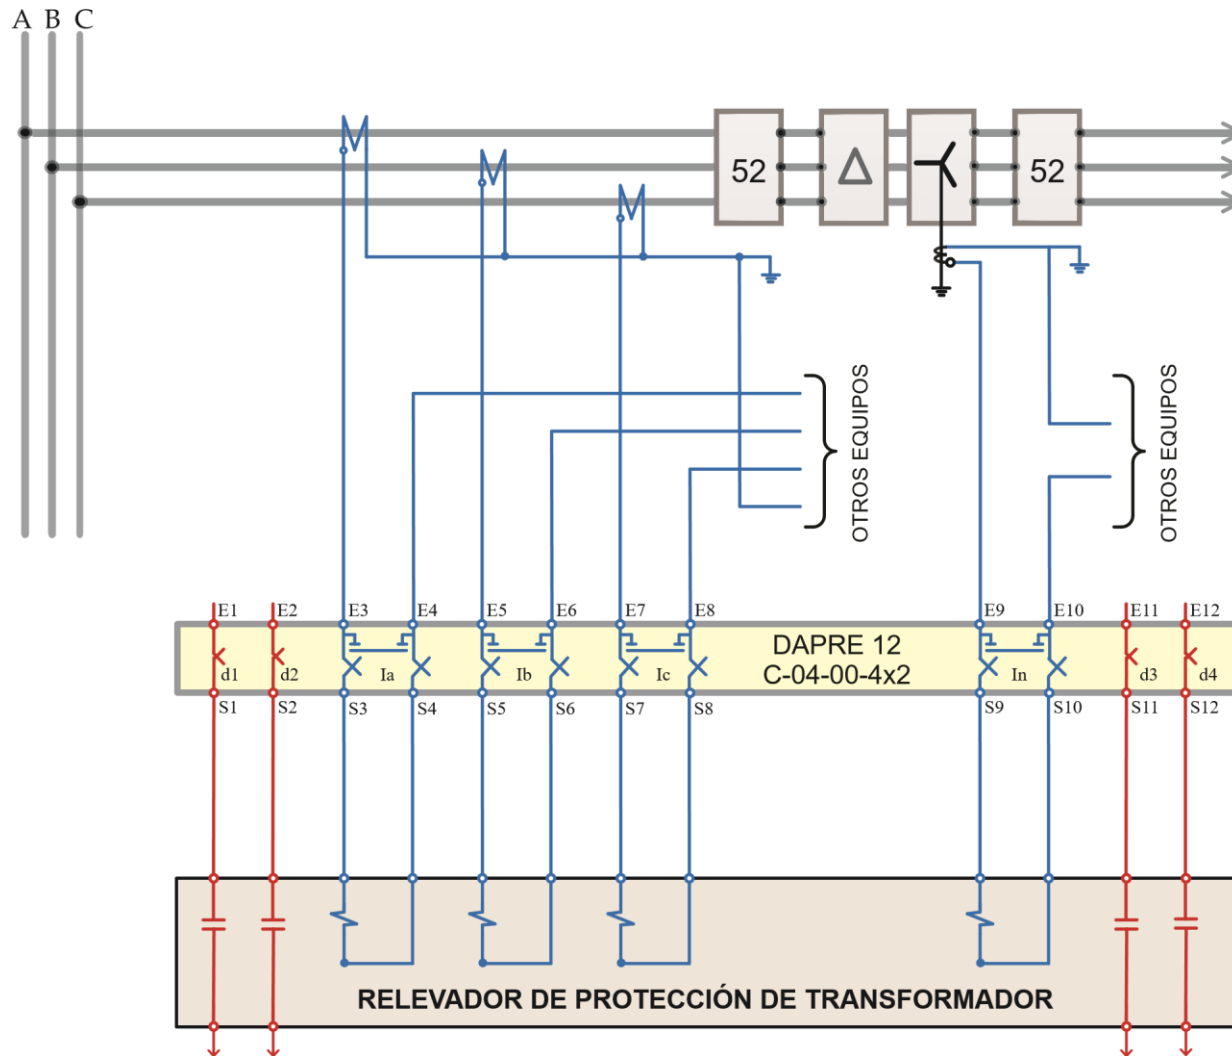 A B C
52
52
OTROS EQUIPOS
OTROS EQUIPOS
E1 E2 E3 E4 E5 E6 E7 E8 E9 E10 E11 E12
DAPRE 12
C-04-00-4x2
d1 d2 Ia Ib Ic In d3 d4
S1 S2 S3 S4 S5 S6 S7 S8 S9 S10 S11 S12
RELEVADOR DE PROTECCIÓN DE TRANSFORMADOR